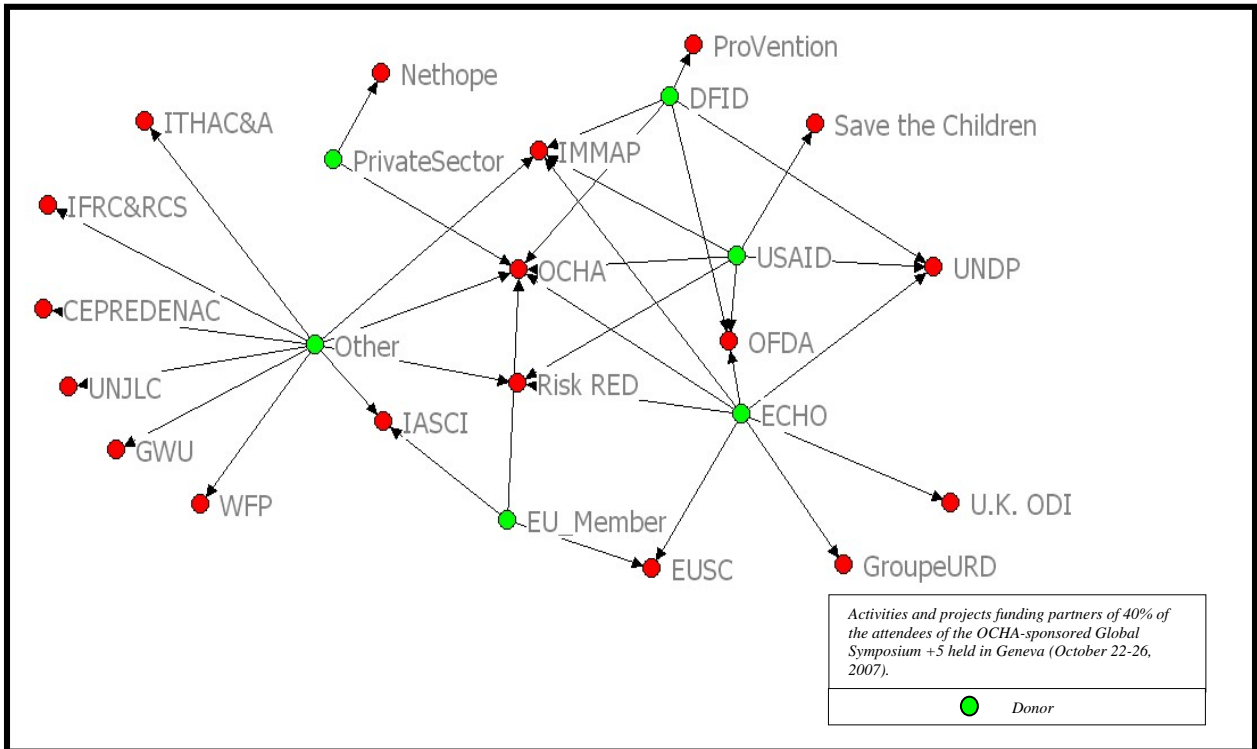 ProVention
Nethope
DFID
ITHAC&A
Save the Children
IMMAP
PrivateSector
IFRC&RCS
USAID
OCHA
UNDP
CEPREDENAC
OFDA
Other
UNJLC
Risk RED
ECHO
IASCI
GWU
WFP
U.K. ODI
EU_Member
EUSC
GroupeURD
Activities and projects funding partners of 40% of
the attendees of the OCHA-sponsored Global
Symposium +5 held in Geneva (October 22-26,
2007).
Donor